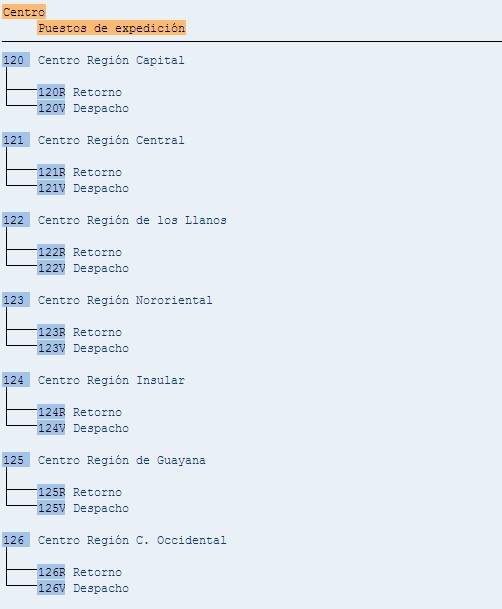 Centro
Puestos de expedición
120 Centro Región Capital
120R Retorno
120V Despacho
121 Centro Región Central
121R Retorno
121V Despacho
122 Centro Región de los Llanos
122R Retorno
122V Despacho
123 Centro Región Nororiental
123R Retorno
123V Despacho
124 Centro Región Insular
124R Retorno
124V Despacho
125 Centro Región de Guayana
125R Retorno
125V Despacho
126 Centro Región C. Occidental
126R Retorno
126V Despacho